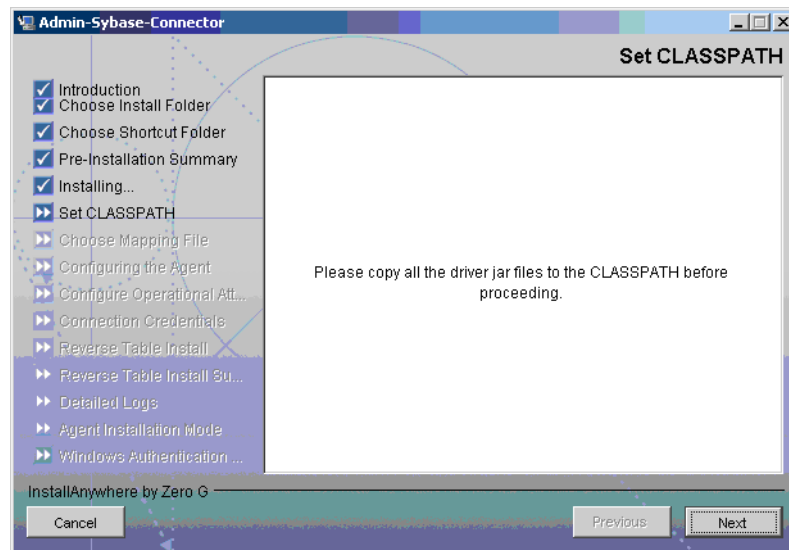 Admin-Sybase-Connector
Set CLASSPATH
Introduction
Choose Install Folder
Choose Shortcut Folder
Pre-Installation Summary
Installing...
Set CLASSPATH
Choose Mapping File
Configuring the Agent
Configure Operational Att...
Connection Credentials
Reverse Table Install
Reverse Table Install Su...
Detailed Logs
Agent Installation Mode
Windows Authentication ...
Please copy all the driver jar files to the CLASSPATH before
proceeding.
InstallAnywhere by Zero G
Cancel
Previous
Next